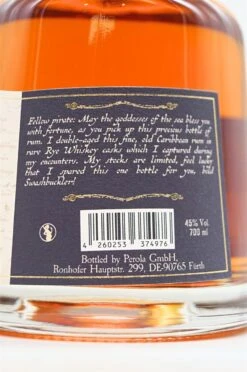 Fellow pirate: May the goddesses of the sea bless you
with fortune, as you pick up this precious bottle of
rum. I double-aged this fine, old Caribbean rum in
rare Rye Whiskey casks which I captured during
my encounters. My stocks are limited, feel lucky
that I spared this one bottle for you, bold
Swashbuckler!
45% Vol.
700 ml
4 260253 374976
Bottled by Perola GmbH,
Ronhofer Hauptstr. 299, DE-90765 Fürth